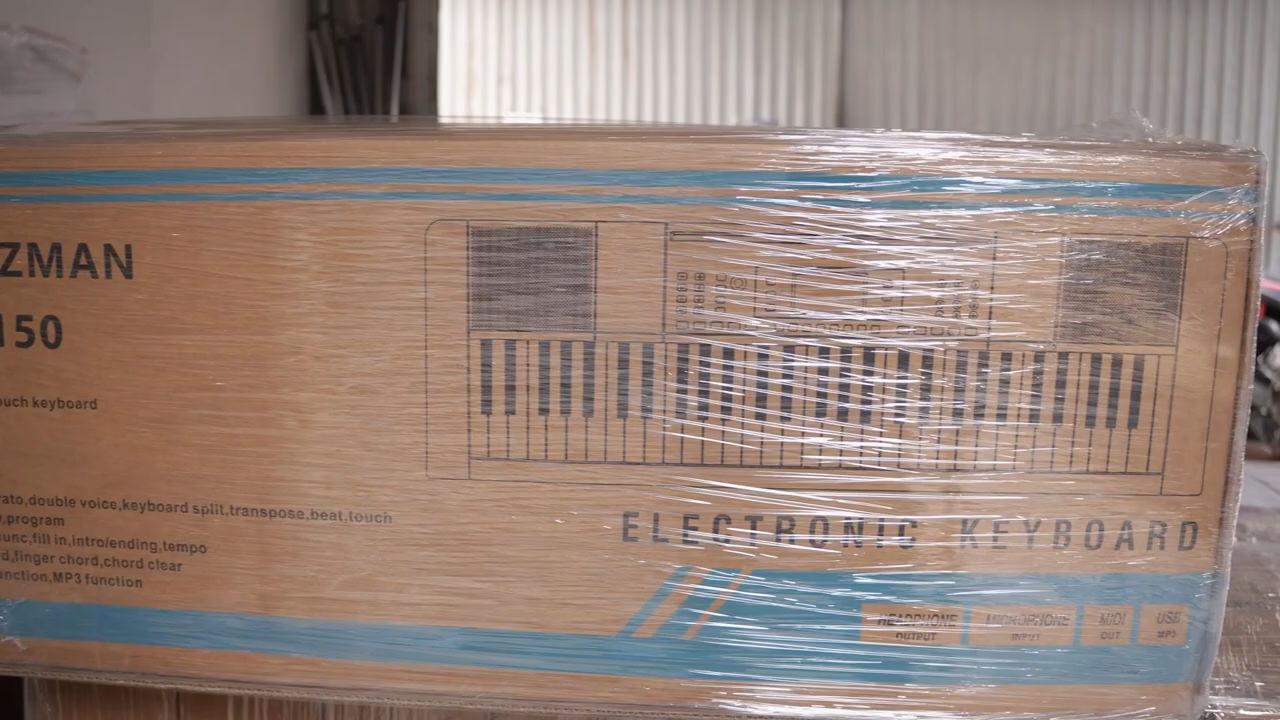 ZMAN
150
ouch keyboard
rato,double voice,keyboard split,transpose,beat,touch
,program
unc,fill in,intro/ending,tempo
d,finger chord,chord clear
unction,MP3 function
ELECTRONIC KEYBOARD
HEADPHONE
OUTPUT
MICROPHONE
INPUT
MIDI
OUT
USB
MP3